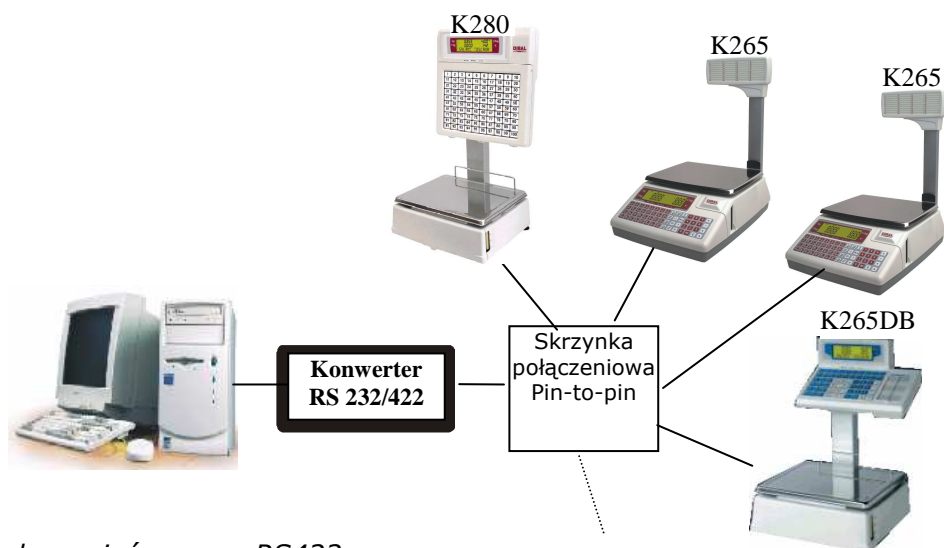 K280
K265
K265
K265DB
Skrzynka
połączeniowa
Pin-to-pin
Konwerter
RS 232/422